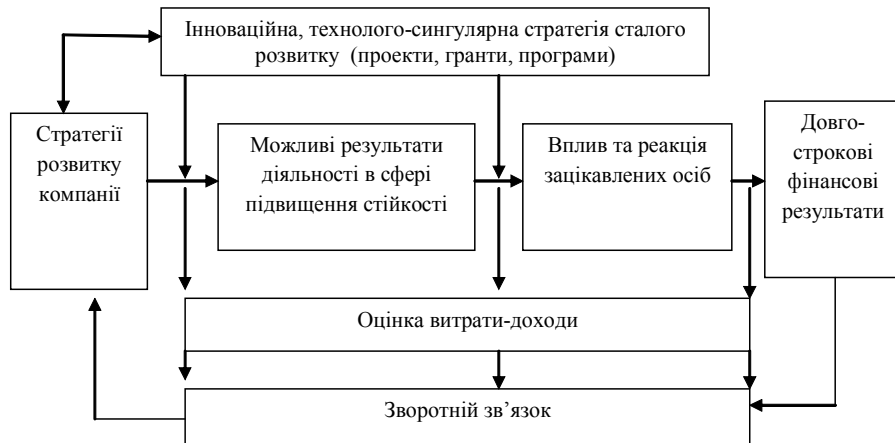 Інноваційна, технолого-сингулярна стратегія сталого
розвитку (проекти, гранти, програми)
Стратегії
розвитку
компанії
Можливі результати
діяльності в сфері
підвищення стійкості
Вплив та реакція
зацікавлених осіб
Довго-
строкові
фінансові
результати
Оцінка витрати-доходи
Зворотній зв’язок